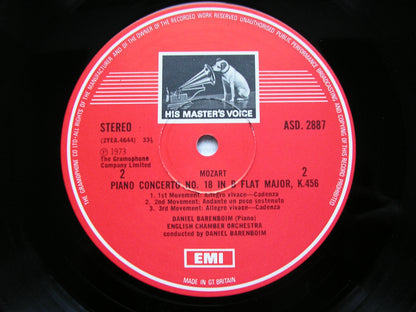 AND OF THE OWNER OF THE RECORDED WORK RESERVED UNAUTHORISED PUBLIC PERFORMANCE BROADCASTING AND COPYING OF THIS RECORD PROHIBITED
THE GRAMOPHONE CO LTD · ALL RIGHTS OF THE MANUFACTURER
HIS MASTER'S VOICE
STEREO
ASD. 2887
(2YEA.4644) 33⅓
℗ 1973
The Gramophone
Company Limited
2
MOZART
2
PIANO CONCERTO NO. 18 IN B FLAT MAJOR, K.456
1. 1st Movement: Allegro vivace—Cadenza
2. 2nd Movement: Andante un poco sostenuto
3. 3rd Movement: Allegro vivace—Cadenza
DANIEL BARENBOIM (Piano)
ENGLISH CHAMBER ORCHESTRA
conducted by DANIEL BARENBOIM
EMI
MADE IN GT BRITAIN